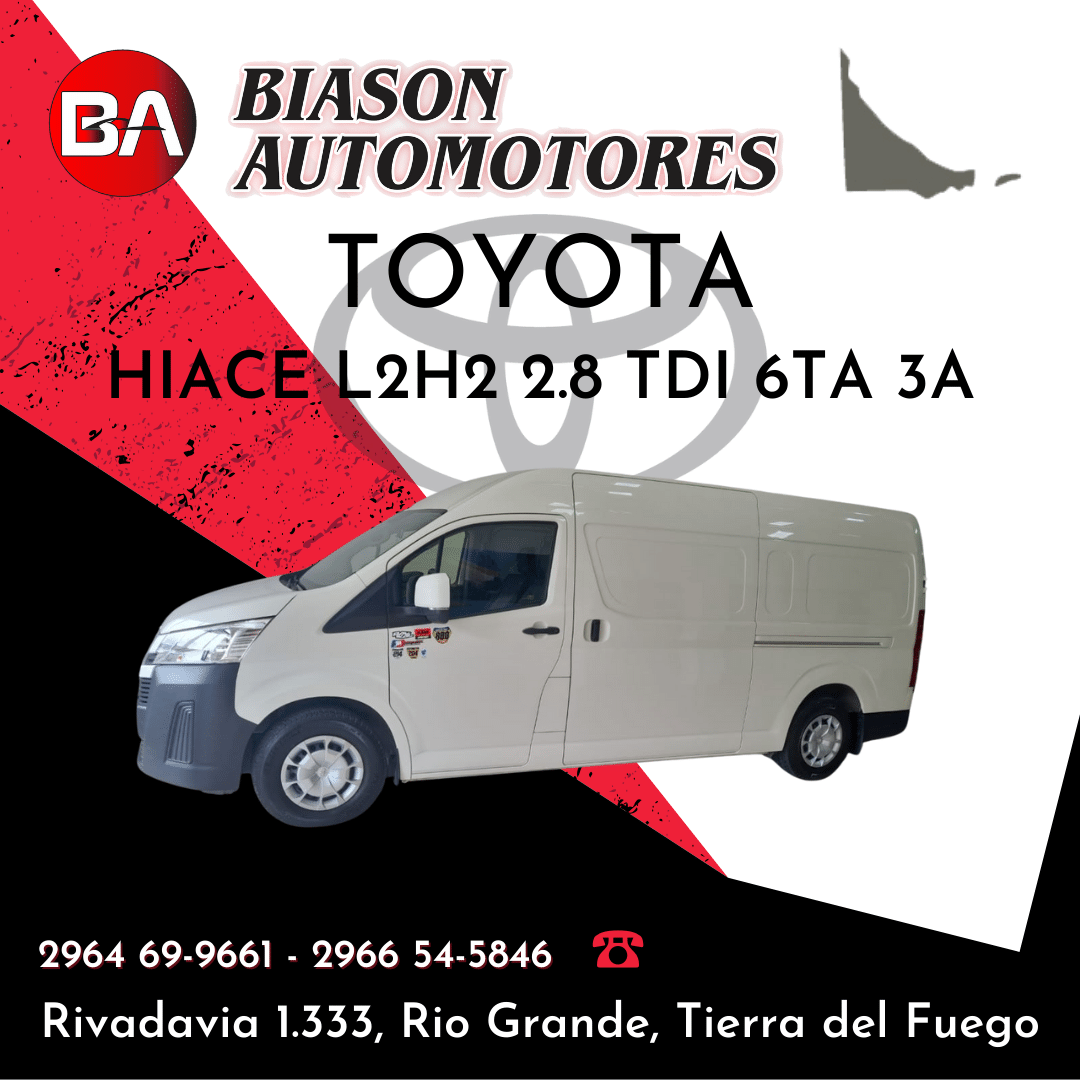 BA
BIASON
AUTOMOTORES
TOYOTA
HIACE L2H2 2.8 TDI 6TA 3A
2964 69-9661 - 2966 54-5846
Rivadavia 1.333, Rio Grande, Tierra del Fuego